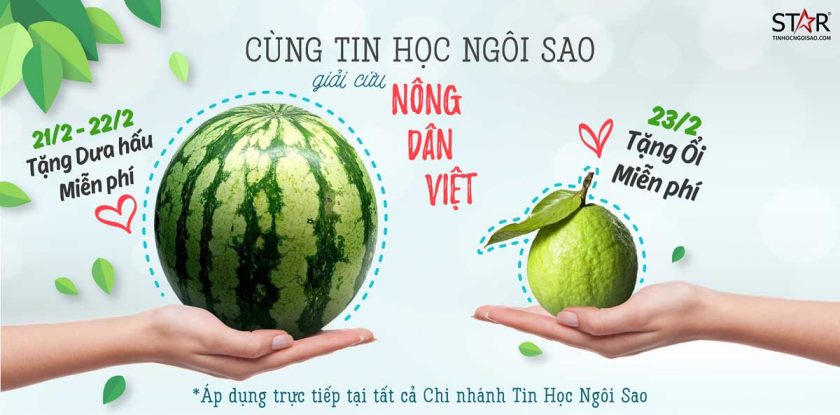 STAR
TINHOCNGOISAO.COM
CÙNG TIN HỌC NGÔI SAO
giải cứu
NÔNG
DÂN
VIỆT
21/2 - 22/2
Tặng Dưa hấu
Miễn phí
23/2
Tặng Ổi
Miễn phí
*Áp dụng trực tiếp tại tất cả Chi nhánh Tin Học Ngôi Sao